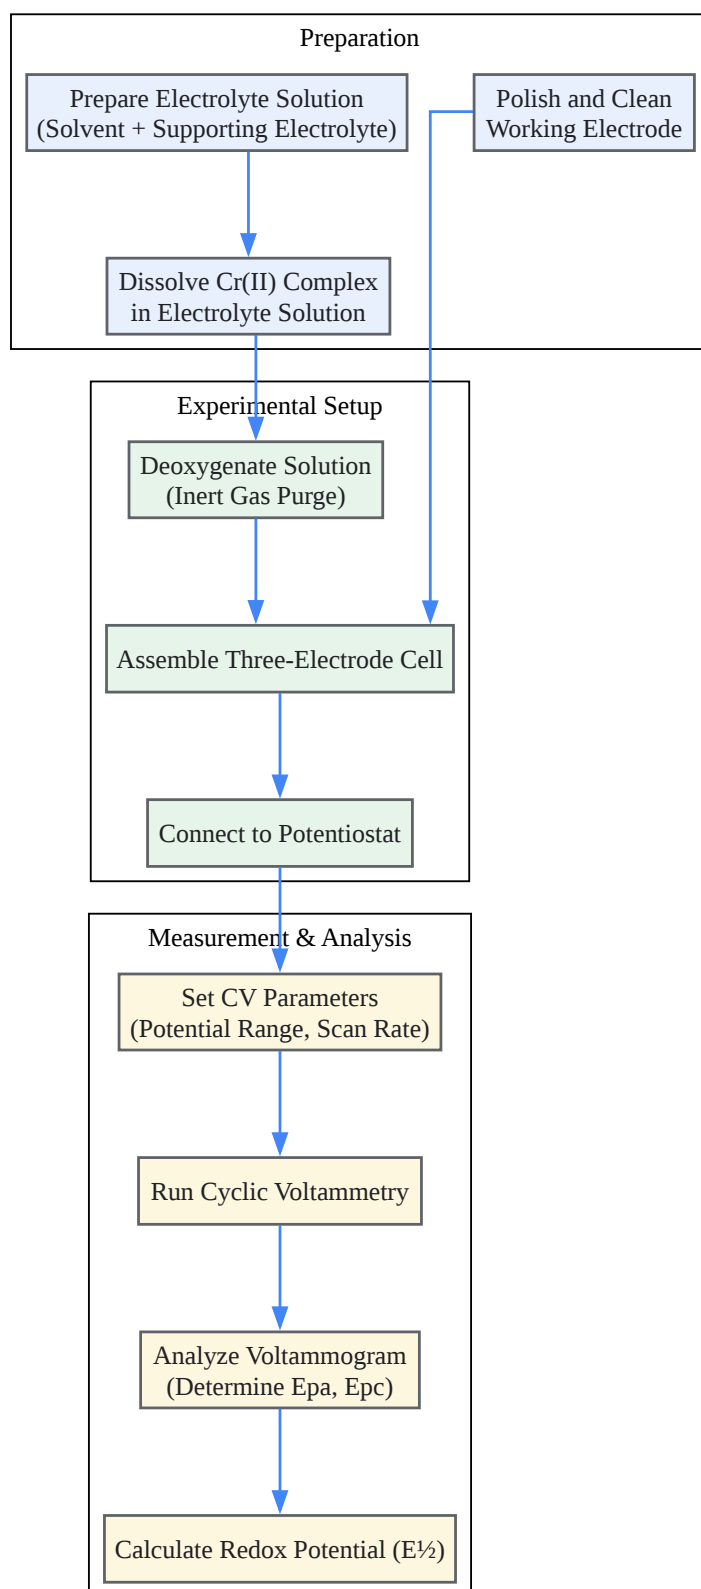 Preparation
Prepare Electrolyte Solution
(Solvent + Supporting Electrolyte)
Polish and Clean
Working Electrode
Dissolve Cr(II) Complex
in Electrolyte Solution
Experimental Setup
Deoxygenate Solution
(Inert Gas Purge)
Assemble Three-Electrode Cell
Connect to Potentiostat
Measurement & Analysis
Set CV Parameters
(Potential Range, Scan Rate)
Run Cyclic Voltammetry
Analyze Voltammogram
(Determine Epa, Epc)
Calculate Redox Potential (E½)